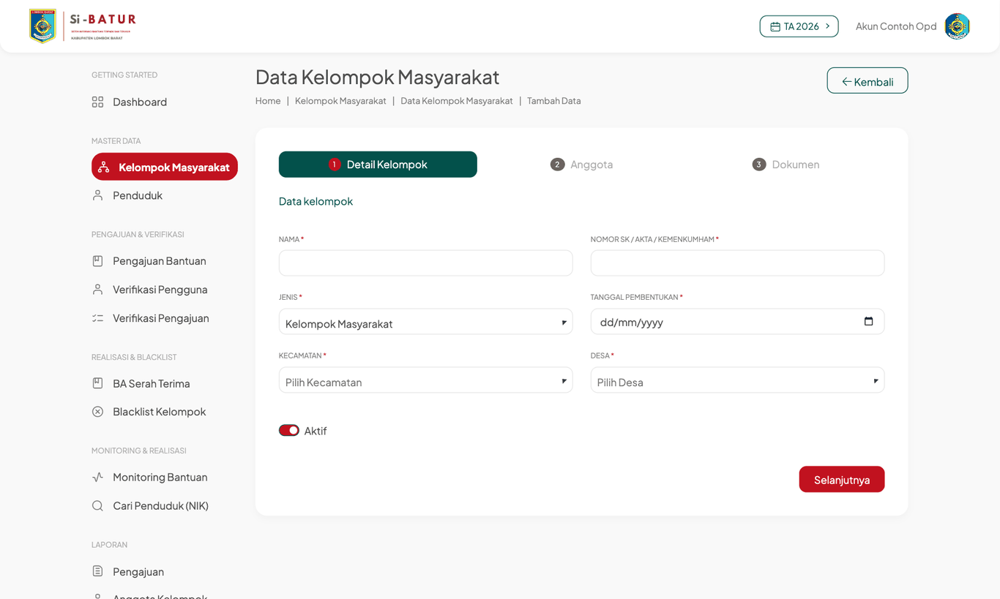 Si-BATUR
KABUPATEN LOMBOK BARAT
TA 2026
Akun Contoh Opd
GETTING STARTED
Dashboard
MASTER DATA
Kelompok Masyarakat
Penduduk
PENGAJUAN & VERIFIKASI
Pengajuan Bantuan
Verifikasi Pengguna
Verifikasi Pengajuan
REALISASI & BLACKLIST
BA Serah Terima
Blacklist Kelompok
MONITORING & REALISASI
Monitoring Bantuan
Cari Penduduk (NIK)
LAPORAN
Pengajuan
Anggota Kelompok
Data Kelompok Masyarakat
Home | Kelompok Masyarakat | Data Kelompok Masyarakat | Tambah Data
Kembali
1 Detail Kelompok
2 Anggota
3 Dokumen
Data kelompok
NAMA *
NOMOR SK / AKTA / KEMENKUMHAM *
JENIS *
Kelompok Masyarakat
TANGGAL PEMBENTUKAN *
dd/mm/yyyy
KECAMATAN *
Pilih Kecamatan
DESA *
Pilih Desa
Aktif
Selanjutnya